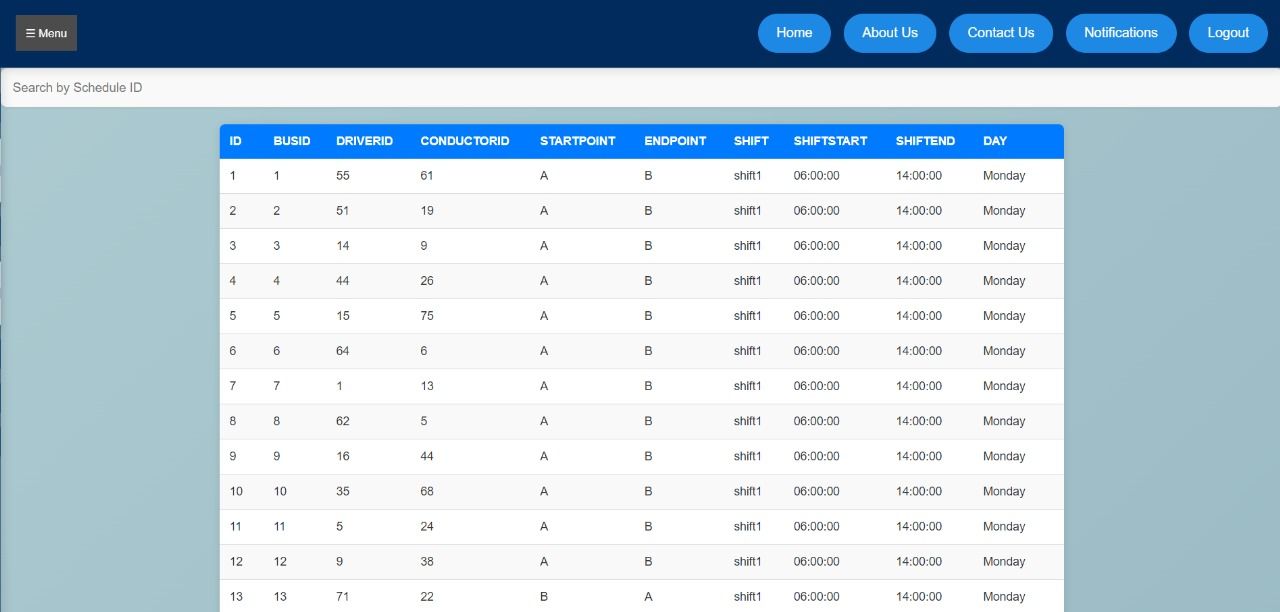 ☰ Menu Home About Us Contact Us Notifications Logout
Search by Schedule ID
ID BUSID DRIVERID CONDUCTORID STARTPOINT ENDPOINT SHIFT SHIFTSTART SHIFTEND DAY
1 1 55 61 A B shift1 06:00:00 14:00:00 Monday
2 2 51 19 A B shift1 06:00:00 14:00:00 Monday
3 3 14 9 A B shift1 06:00:00 14:00:00 Monday
4 4 44 26 A B shift1 06:00:00 14:00:00 Monday
5 5 15 75 A B shift1 06:00:00 14:00:00 Monday
6 6 64 6 A B shift1 06:00:00 14:00:00 Monday
7 7 1 13 A B shift1 06:00:00 14:00:00 Monday
8 8 62 5 A B shift1 06:00:00 14:00:00 Monday
9 9 16 44 A B shift1 06:00:00 14:00:00 Monday
10 10 35 68 A B shift1 06:00:00 14:00:00 Monday
11 11 5 24 A B shift1 06:00:00 14:00:00 Monday
12 12 9 38 A B shift1 06:00:00 14:00:00 Monday
13 13 71 22 B A shift1 06:00:00 14:00:00 Monday